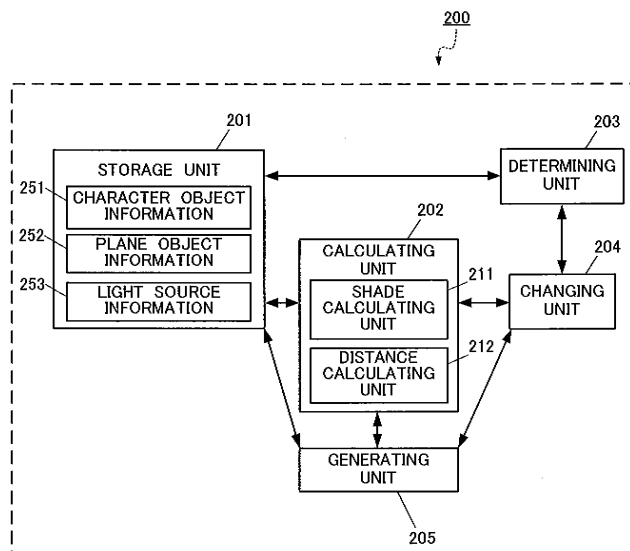 200
201
STORAGE UNIT
251
CHARACTER OBJECT
INFORMATION
252
PLANE OBJECT
INFORMATION
253
LIGHT SOURCE
INFORMATION
202
CALCULATING
UNIT
211
SHADE
CALCULATING
UNIT
212
DISTANCE
CALCULATING
UNIT
203
DETERMINING
UNIT
204
CHANGING
UNIT
GENERATING
UNIT
205